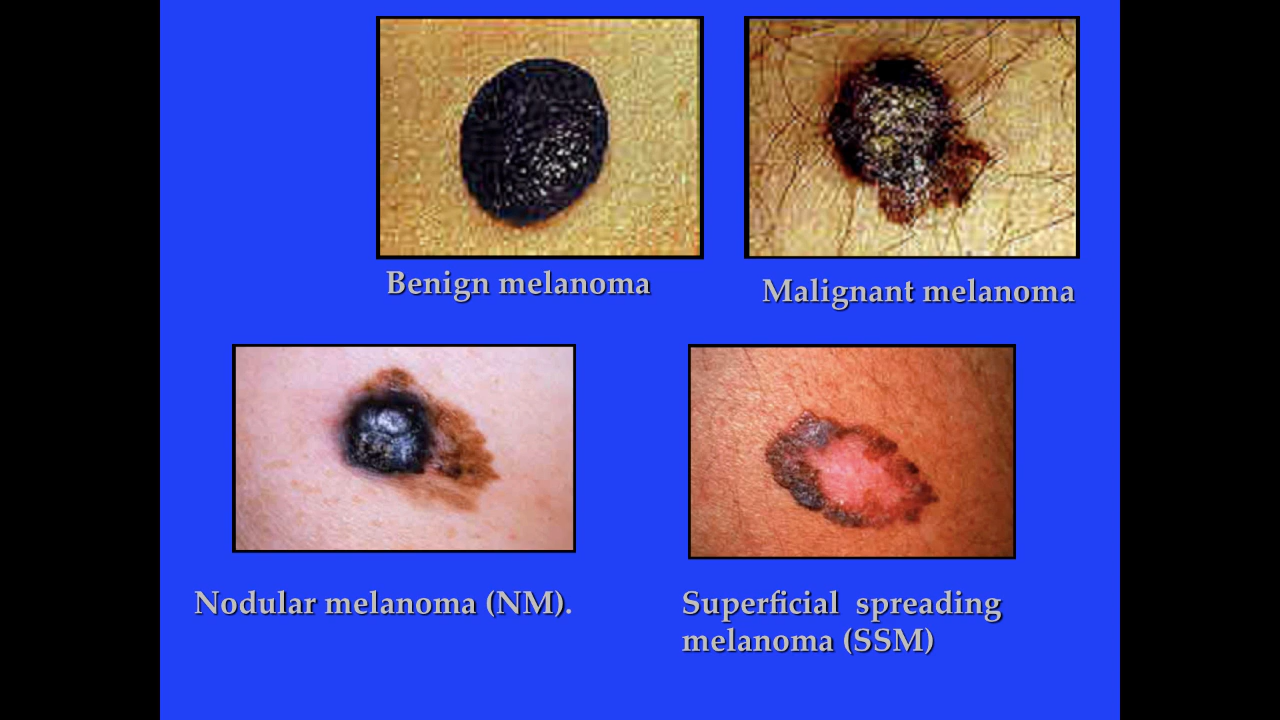 Benign melanoma
Malignant melanoma
Nodular melanoma (NM).
Superficial spreading
melanoma (SSM)